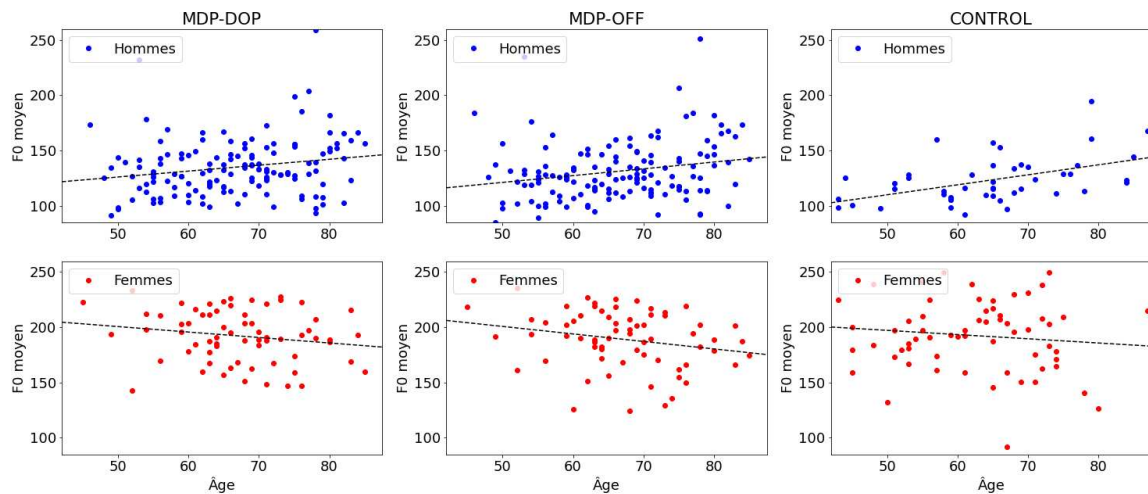 MDP-DOP MDP-OFF CONTROL
250 Hommes 250 Hommes 250 Hommes
200 200 200
F0 moyen F0 moyen F0 moyen
150 150 150
100 100 100
50 60 70 80 50 60 70 80 50 60 70 80
Âge Âge Âge
250 Femmes 250 Femmes 250 Femmes
200 200 200
F0 moyen F0 moyen F0 moyen
150 150 150
100 100 100
50 60 70 80 50 60 70 80 50 60 70 80
Âge Âge Âge